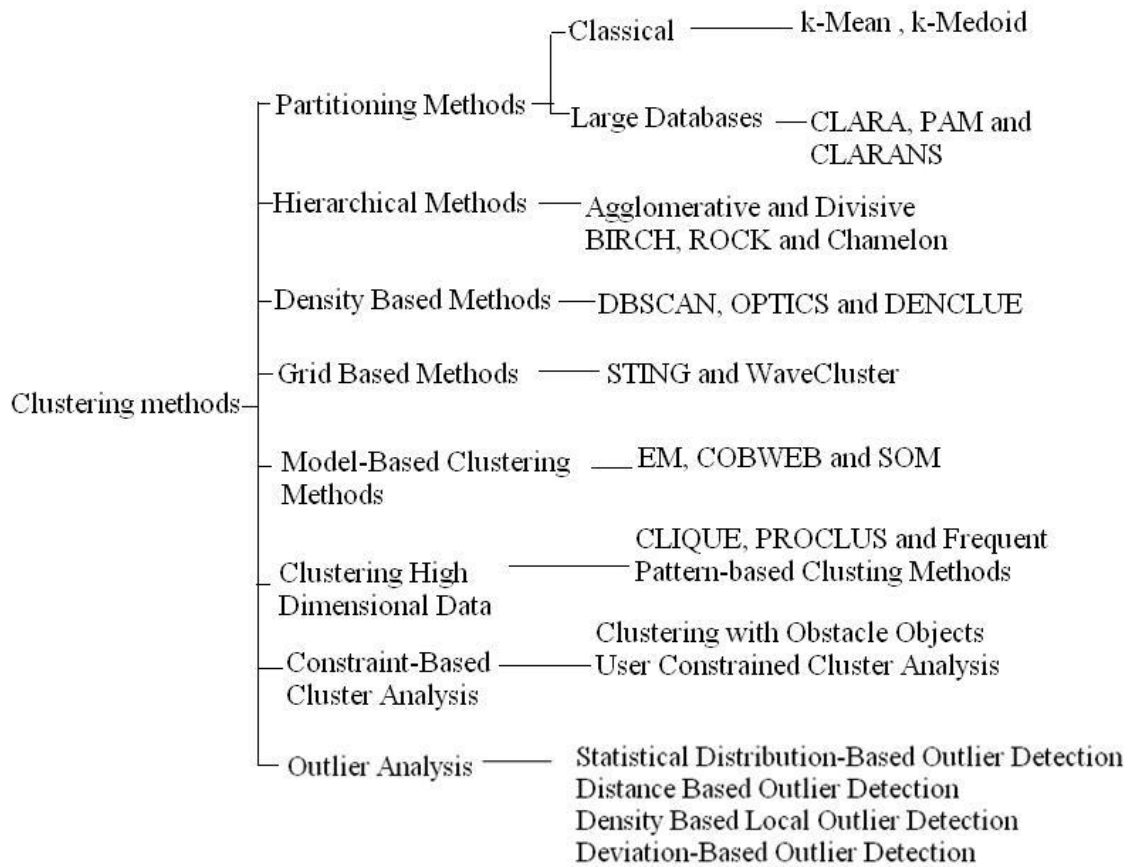 Classical
k-Mean , k-Medoid
Partitioning Methods
Large Databases
CLARA, PAM and
CLARANS
Hierarchical Methods
Agglomerative and Divisive
BIRCH, ROCK and Chamelon
Density Based Methods
DBSCAN, OPTICS and DENCLUE
Grid Based Methods
STING and WaveCluster
Clustering methods
Model-Based Clustering
Methods
EM, COBWEB and SOM
Clustering High
Dimensional Data
CLIQUE, PROCLUS and Frequent
Pattern-based Clusting Methods
Constraint-Based
Cluster Analysis
Clustering with Obstacle Objects
User Constrained Cluster Analysis
Outlier Analysis
Statistical Distribution-Based Outlier Detection
Distance Based Outlier Detection
Density Based Local Outlier Detection
Deviation-Based Outlier Detection